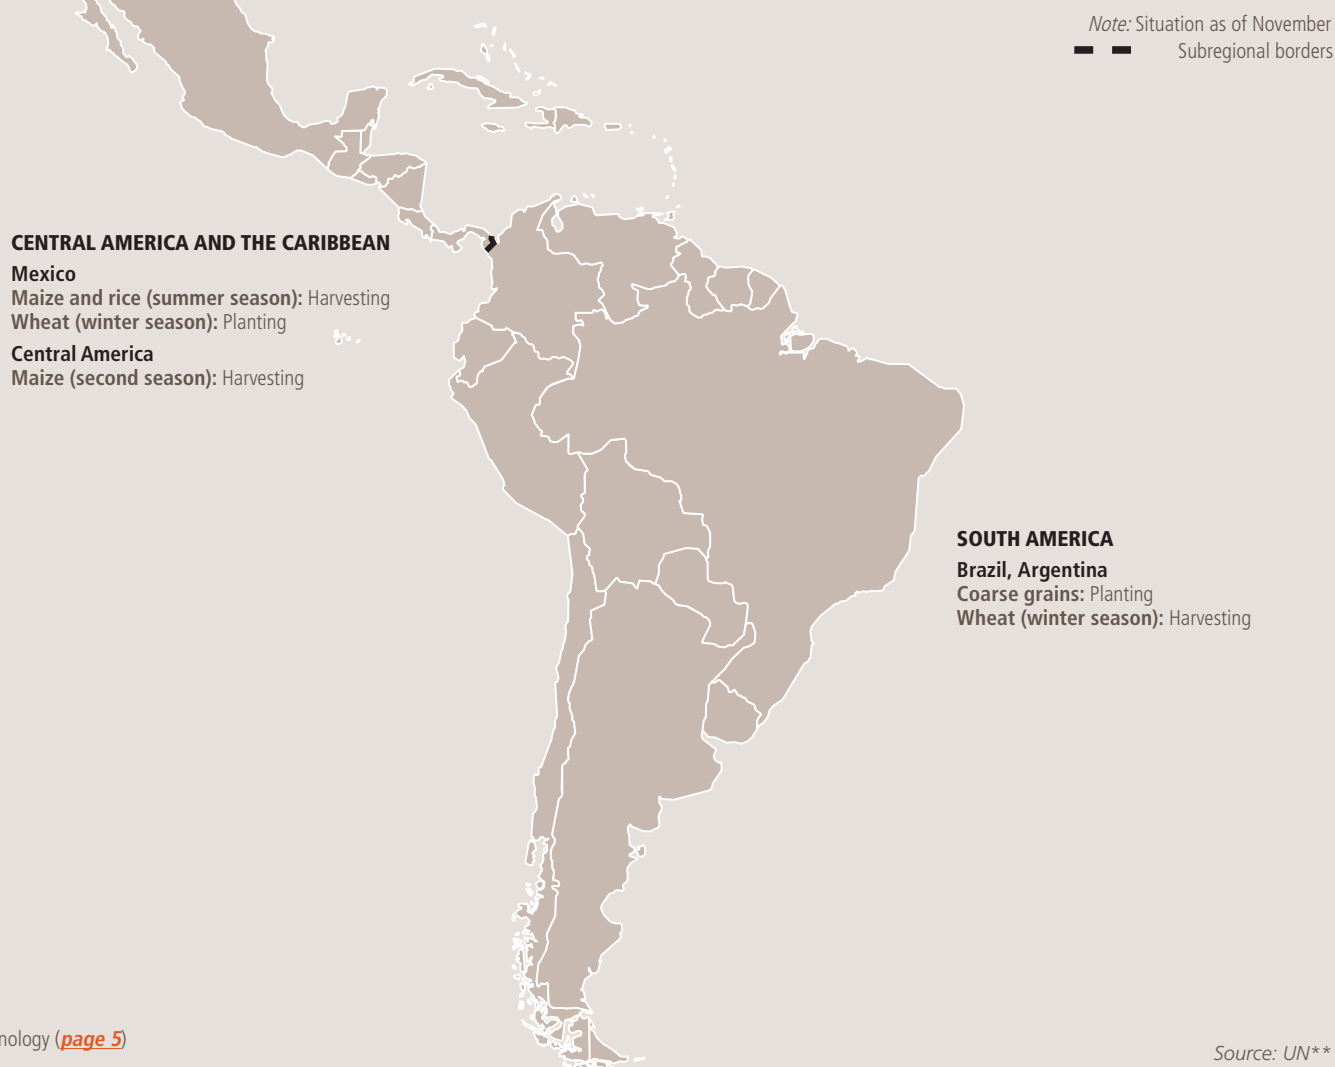 Note: Situation as of November
Subregional borders
CENTRAL AMERICA AND THE CARIBBEAN
Mexico
Maize and rice (summer season): Harvesting
Wheat (winter season): Planting
Central America
Maize (second season): Harvesting
SOUTH AMERICA
Brazil, Argentina
Coarse grains: Planting
Wheat (winter season): Harvesting
nology (page 5)
Source: UN**